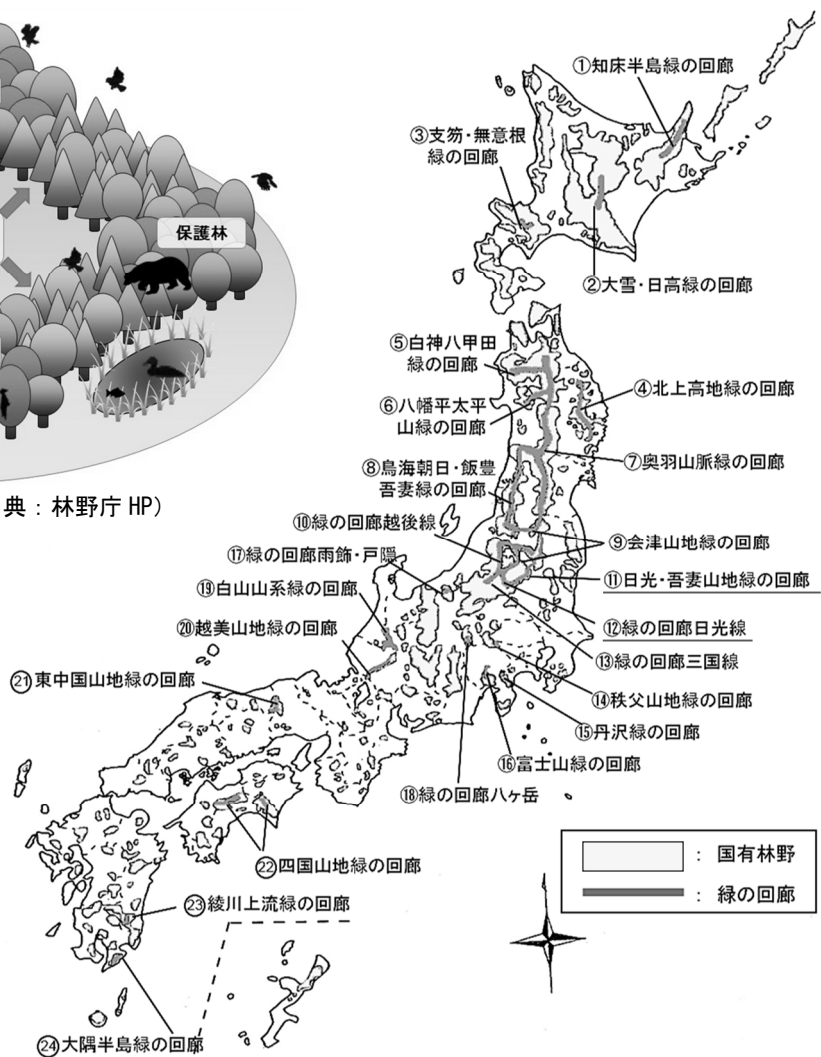 保護林
典：林野庁 HP）
①知床半島緑の回廊
③支笏・無意根
緑の回廊
②大雪・日高緑の回廊
⑤白神八甲田
緑の回廊
④北上高地緑の回廊
⑥八幡平太平
山緑の回廊
⑦奥羽山脈緑の回廊
⑧鳥海朝日・飯豊
吾妻緑の回廊
⑩緑の回廊越後線
⑨会津山地緑の回廊
⑰緑の回廊雨飾・戸隠
⑪日光・吾妻山地緑の回廊
⑲白山山系緑の回廊
⑫緑の回廊日光線
⑳越美山地緑の回廊
⑬緑の回廊三国線
㉑東中国山地緑の回廊
⑭秩父山地緑の回廊
⑮丹沢緑の回廊
⑯富士山緑の回廊
⑱緑の回廊八ヶ岳
㉒四国山地緑の回廊
㉓綾川上流緑の回廊
㉔大隅半島緑の回廊
：国有林野
：緑の回廊